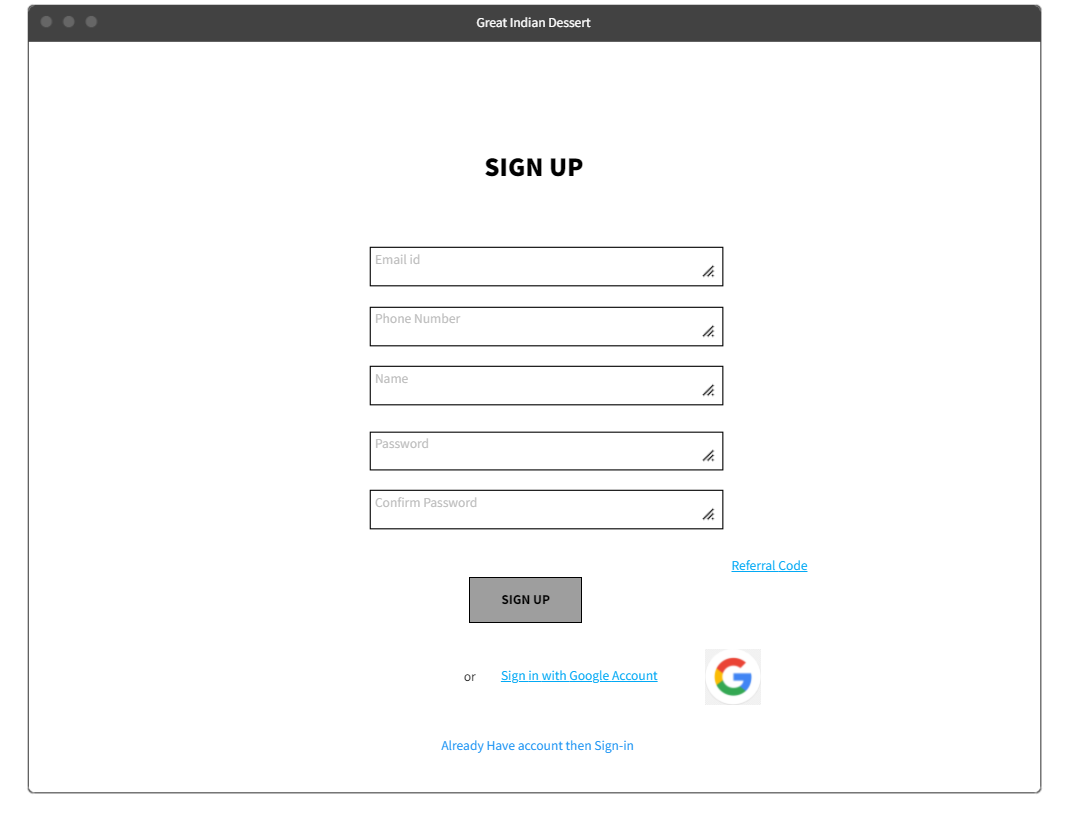 Great Indian Dessert
SIGN UP
Email id
Phone Number
Name
Password
Confirm Password
Referral Code
SIGN UP
or Sign in with Google Account
Already Have account then Sign-in